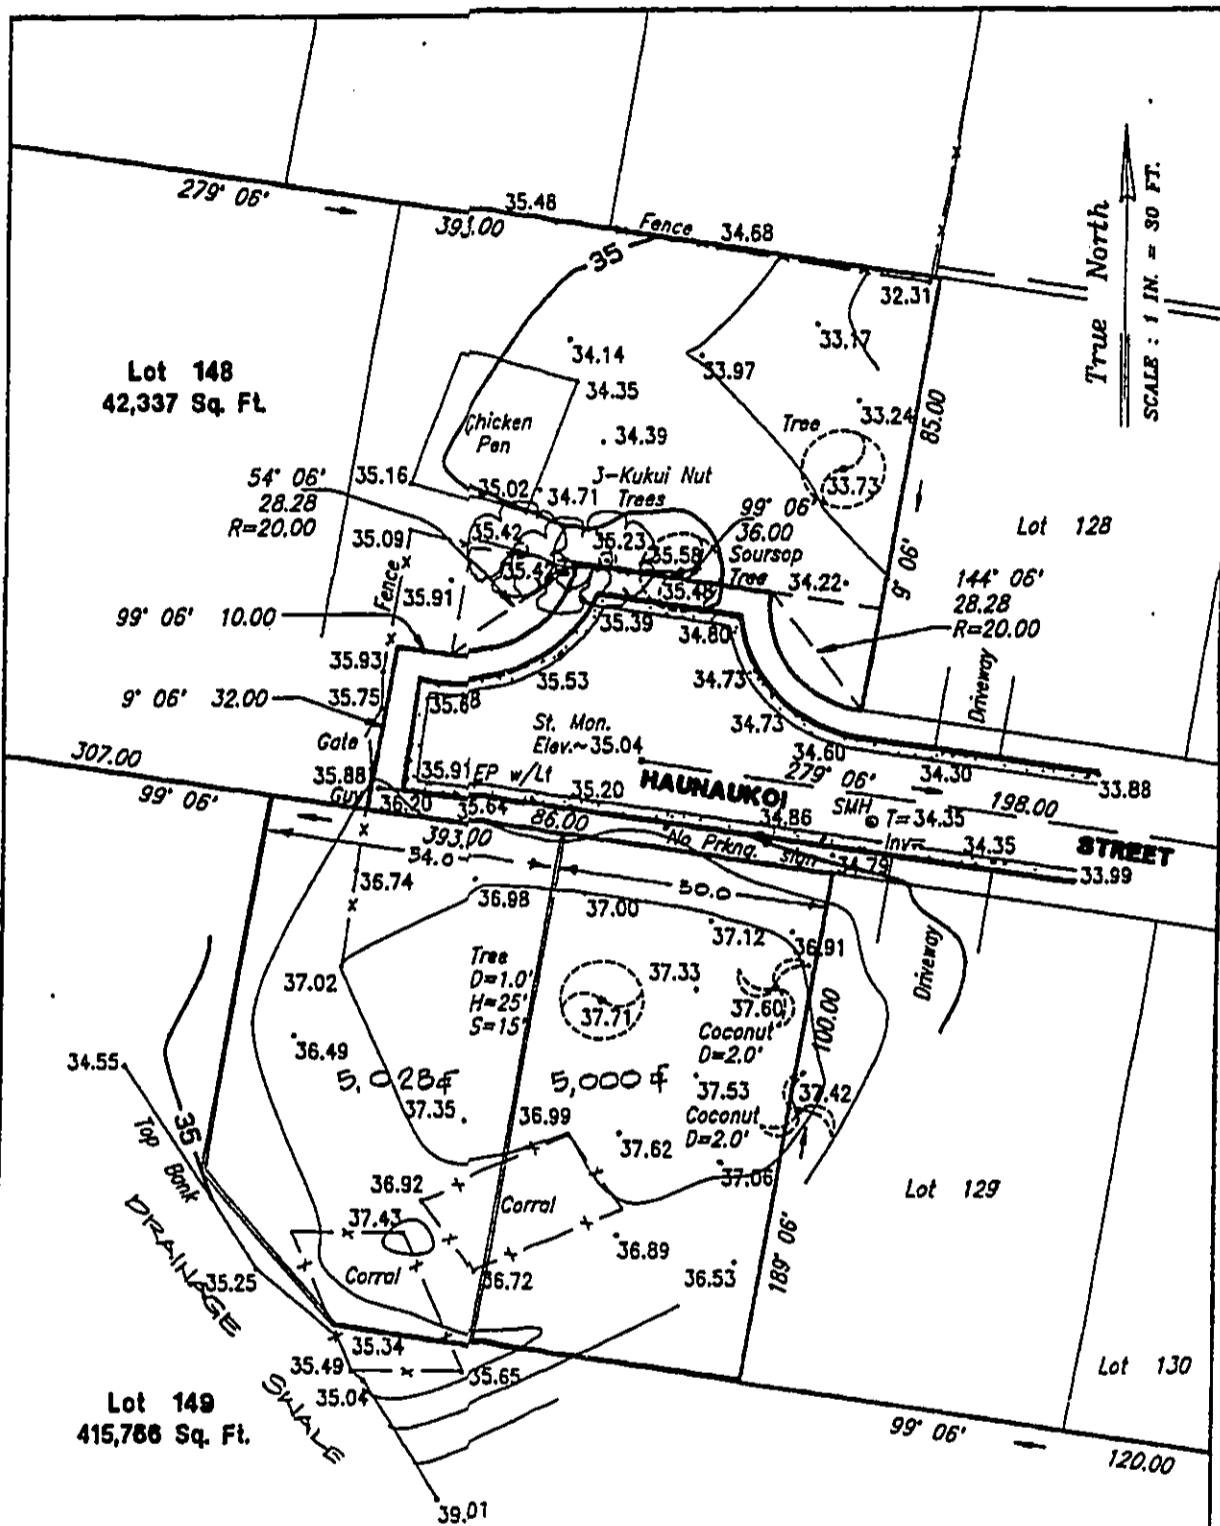 279° 06'
393.00
35.48
Fence
34.68
35
32.31
True North
SCALE : 1 IN. = 30 FT.
Lot 148
42,337 Sq. Ft.
34.14
34.35
33.97
33.17
33.24
85.00
Chicken
Pen
34.39
Tree
33.73
54° 06'
28.28
R=20.00
35.16
35.02
34.71
3-Kukui Nut
Trees
99° 06'
36.00
Soursop
Tree
Lot 128
35.09
35.42
35.23
35.58
35.48
34.22
9° 06'
144° 06'
28.28
R=20.00
Fence
35.91
99° 06' 10.00
35.39
34.80
35.93
35.53
34.73
Driveway
9° 06' 32.00
35.75
35.68
34.73
St. Mon.
Elev.~35.04
34.60
307.00
Gate
279° 06'
34.30
33.88
99° 06'
35.88
35.91
EP w/Lt
35.20
HAUNAUKOI
198.00
Guy
36.20
35.64
86.00
34.86
SMH
T=34.35
Inv=
34.35
STREET
393.00
No Prkng. sign
34.79
33.99
54.0
50.0
36.74
36.98
37.00
37.12
36.91
Tree
D=1.0'
H=25'
S=15'
37.02
37.33
37.71
37.60
Coconut
D=2.0'
100.00
Driveway
34.55
36.49
5,028
5,000
37.53
37.42
37.35
36.99
Coconut
D=2.0'
35
Top Bank
37.62
37.06
36.92
Corral
37.43
Lot 129
DRAINAGE
SWALE
35.25
Corral
36.72
36.89
36.53
189° 06'
35.34
35.49
35.65
35.04
Lot 130
Lot 149
415,766 Sq. Ft.
99° 06'
120.00
39.01